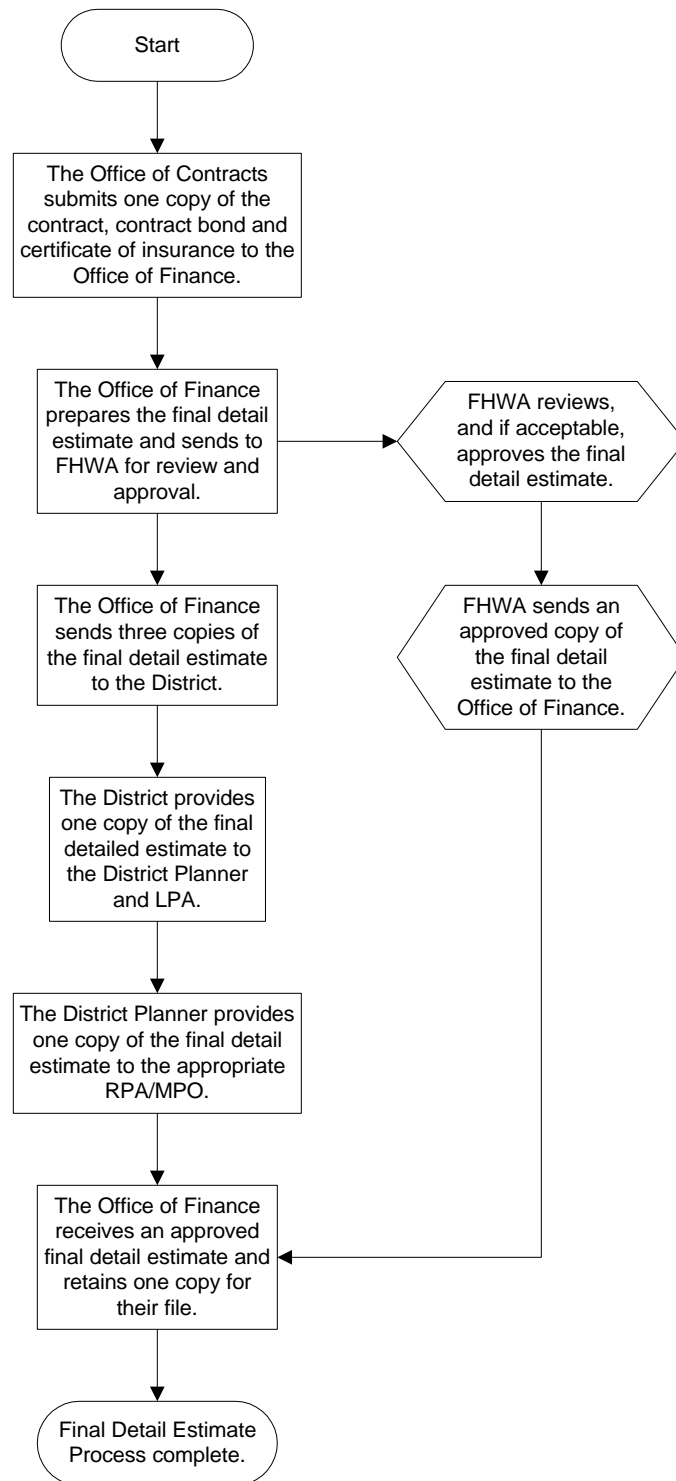 Start
The Office of Contracts
submits one copy of the
contract, contract bond and
certificate of insurance to the
Office of Finance.
The Office of Finance
prepares the final detail
estimate and sends to
FHWA for review and
approval.
FHWA reviews,
and if acceptable,
approves the final
detail estimate.
The Office of Finance
sends three copies of
the final detail estimate
to the District.
FHWA sends an
approved copy of
the final detail
estimate to the
Office of Finance.
The District provides
one copy of the final
detailed estimate to
the District Planner
and LPA.
The District Planner provides
one copy of the final detail
estimate to the appropriate
RPA/MPO.
The Office of Finance
receives an approved
final detail estimate and
retains one copy for
their file.
Final Detail Estimate
Process complete.